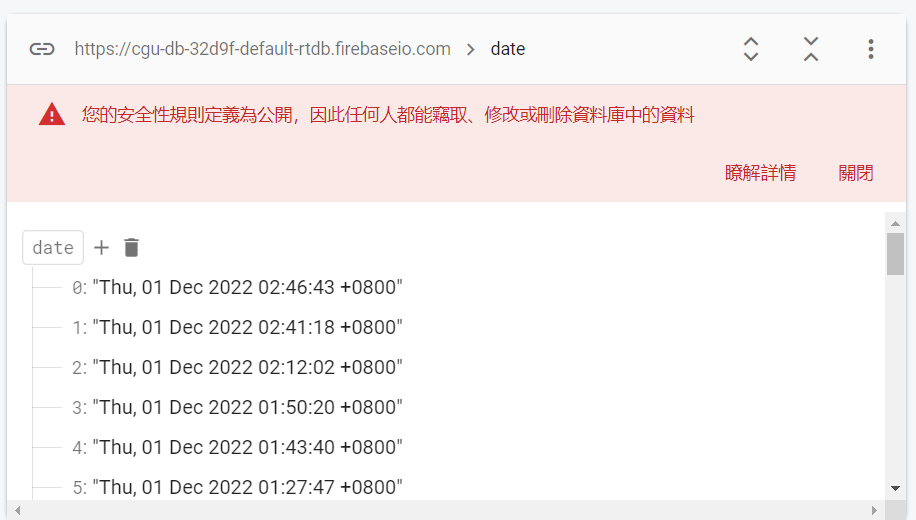 https://cgu-db-32d9f-default-rtdb.firebaseio.com > date
您的安全性規則定義為公開，因此任何人都能竊取、修改或刪除資料庫中的資料
瞭解詳情 關閉
date
0: "Thu, 01 Dec 2022 02:46:43 +0800"
1: "Thu, 01 Dec 2022 02:41:18 +0800"
2: "Thu, 01 Dec 2022 02:12:02 +0800"
3: "Thu, 01 Dec 2022 01:50:20 +0800"
4: "Thu, 01 Dec 2022 01:43:40 +0800"
5: "Thu, 01 Dec 2022 01:27:47 +0800"